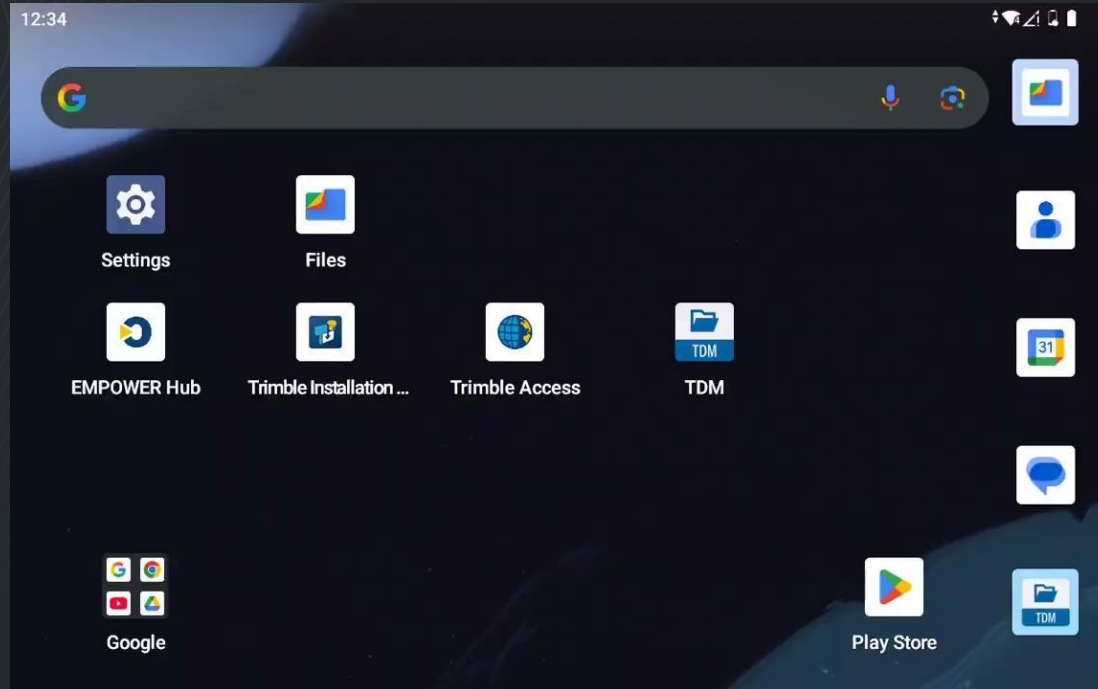 12:34
Settings
Files
EMPOWER Hub
Trimble Installation ...
Trimble Access
TDM
TDM
31
Google
Play Store
TDM